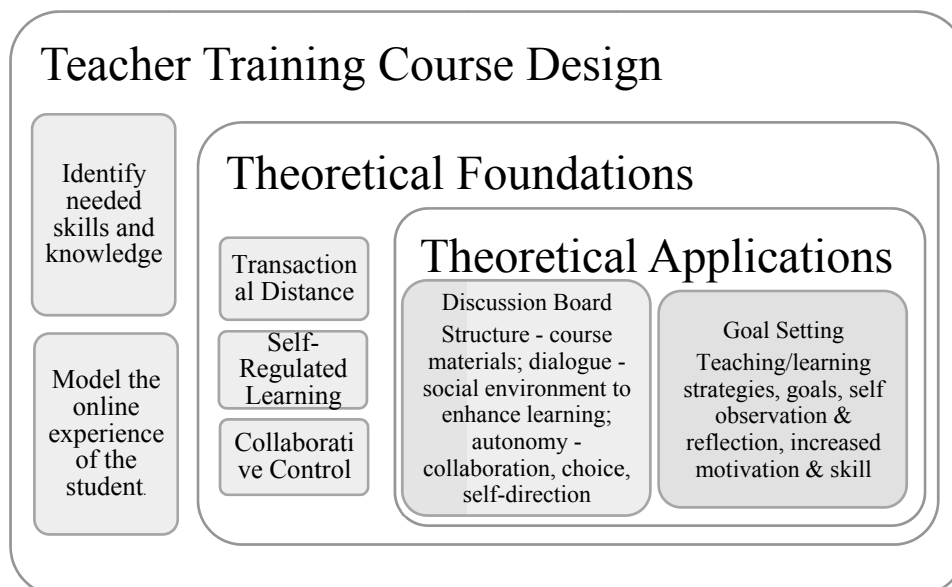 Teacher Training Course Design
Identify
needed
skills and
knowledge
Model the
online
experience
of the
student.
Theoretical Foundations
Transaction
al Distance
Self-
Regulated
Learning
Collaborati
ve Control
Theoretical Applications
Discussion Board
Structure - course
materials; dialogue -
social environment to
enhance learning;
autonomy -
collaboration, choice,
self-direction
Goal Setting
Teaching/learning
strategies, goals, self
observation &
reflection, increased
motivation & skill